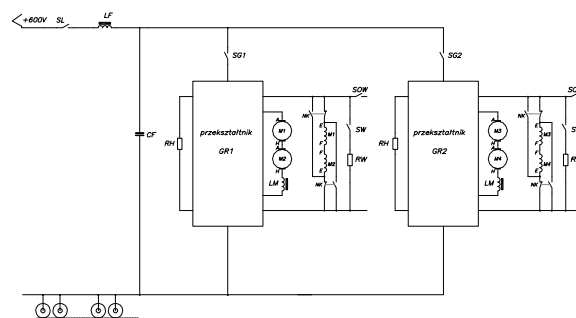 +600V SL LF
SG1 SG2
SOW
NK
A E
M1 M1
SW
CF
RH
przekształtnik
GR1
H F
A F
M2 M2
RW
H E
LM
NK
SO
NK
A E
M3 M3
S
RH
przekształtnik
GR2
H F
A F
M4 M4
R
H E
LM
NK